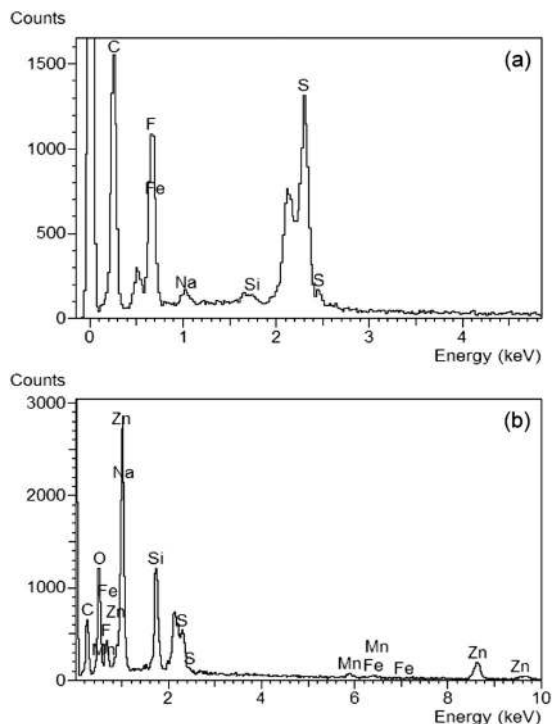 Counts
(a)
1500
C
S
F
1000
Fe
500
Na
Si
S
0
0 1 2 3 4
Energy (keV)
Counts
(b)
3000
Zn
Na
2000
O
Si
1000
Fe
C
Zn
F
S
S
Mn
Mn
Fe
Fe
Zn
Zn
0
2 4 6 8 10
Energy (keV)